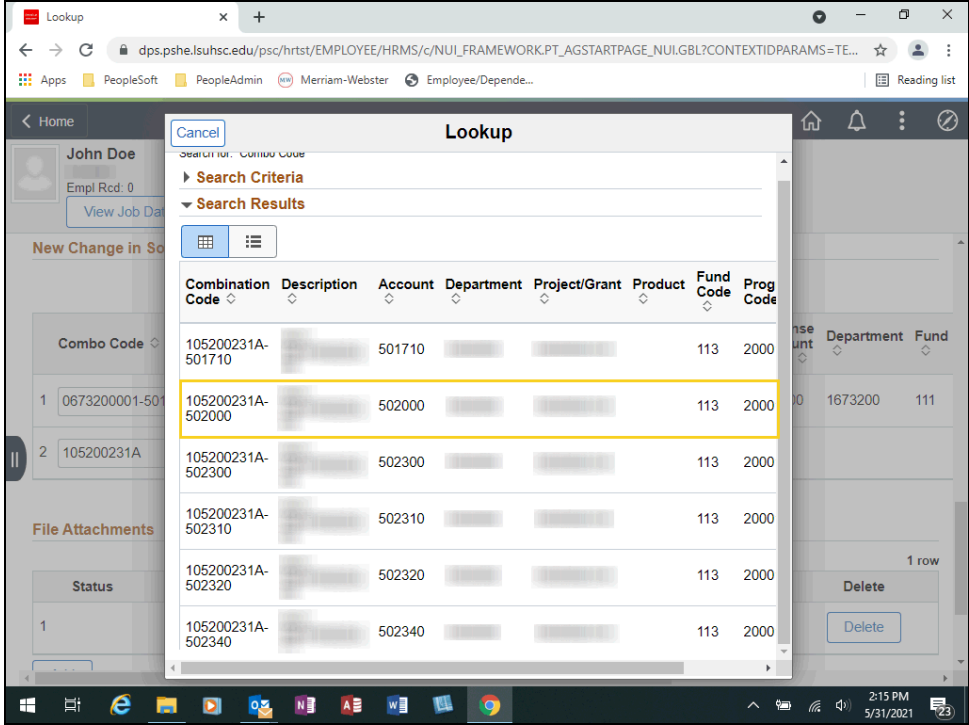 Lookup
dps.pshe.lsuhsc.edu/psc/hrtst/EMPLOYEE/HRMS/c/NUI_FRAMEWORK.PT_AGSTARTPAGE_NUI.GBL?CONTEXTIDPARAMS=TE...
Apps PeopleSoft PeopleAdmin Merriam-Webster Employee/Depende... Reading list
Home
Cancel Lookup
John Doe
Empl Rcd: 0
View Job Dat
Search for: Combo Code
Search Criteria
Search Results
New Change in So
Combination Code Description Account Department Project/Grant Product Fund Code Prog Code
Combo Code nse unt Department Fund
105200231A-501710 501710 113 2000
1 0673200001-501 00 1673200 111
105200231A-502000 502000 113 2000
2 105200231A
105200231A-502300 502300 113 2000
105200231A-502310 502310 113 2000
File Attachments
1 row
105200231A-502320 502320 113 2000
Status Delete
105200231A-502340 502340 113 2000
1 Delete
2:15 PM
5/31/2021
23